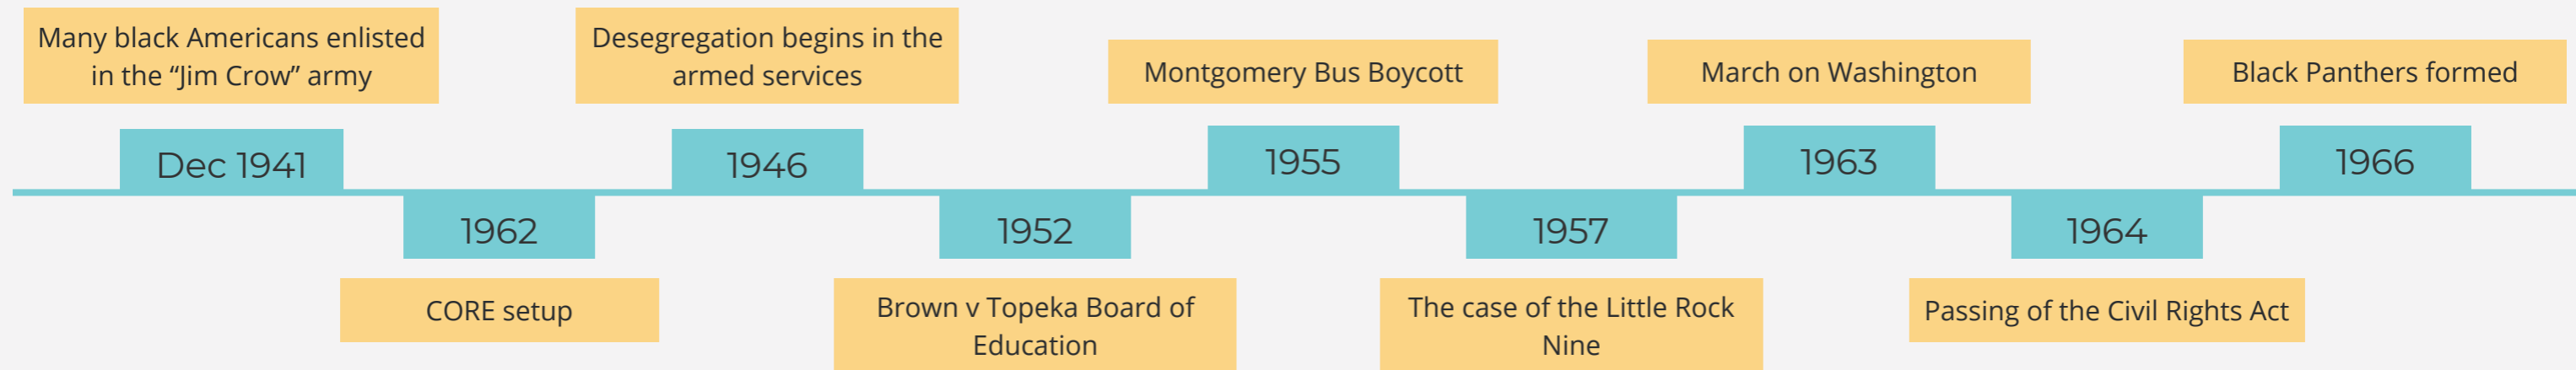 Many black Americans enlisted
in the “Jim Crow” army
Dec 1941
1962
CORE setup
Desegregation begins in the
armed services
1946
1952
Brown v Topeka Board of
Education
Montgomery Bus Boycott
1955
1957
The case of the Little Rock
Nine
March on Washington
1963
1964
Passing of the Civil Rights Act
Black Panthers formed
1966